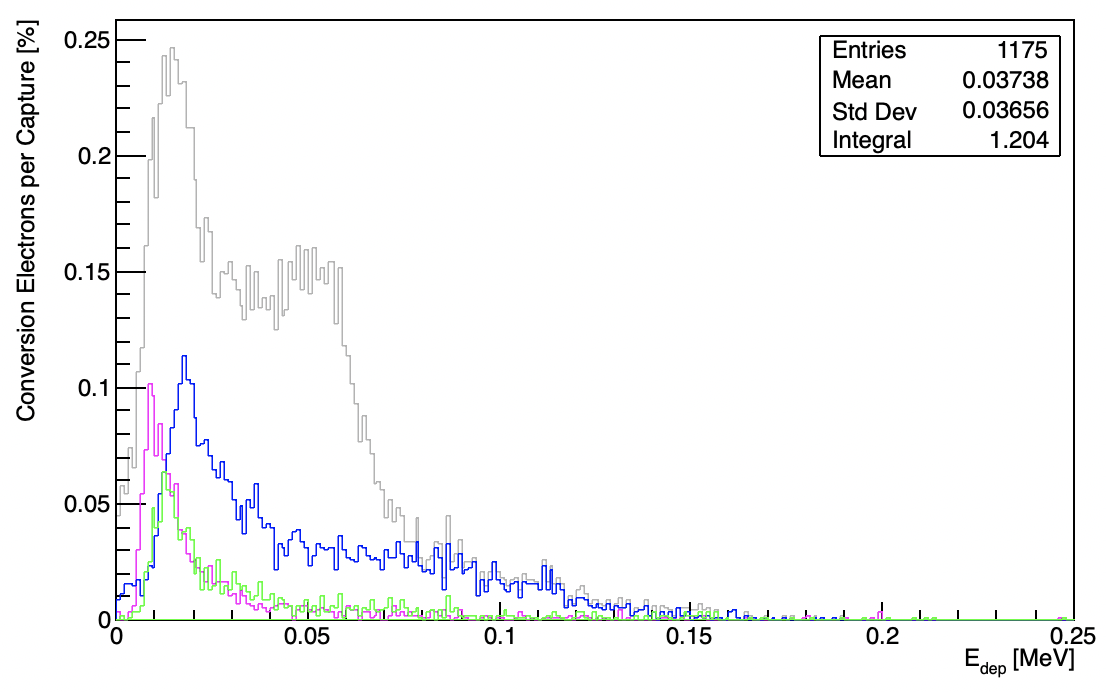 Conversion Electrons per Capture [%]
0.25
0.2
0.15
0.1
0.05
0
Entries 1175
Mean 0.03738
Std Dev 0.03656
Integral 1.204
0 0.05 0.1 0.15 0.2 0.25
E_dep [MeV]